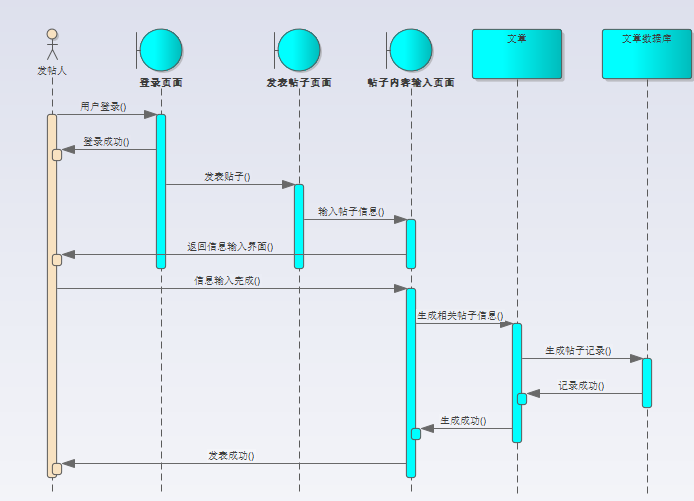 文章
文章数据库
发帖人
登录页面
发表帖子页面
帖子内容输入页面
用户登录()
登录成功()
发表贴子()
输入帖子信息()
返回信息输入界面()
信息输入完成()
生成相关帖子信息()
生成帖子记录()
记录成功()
生成成功()
发表成功()